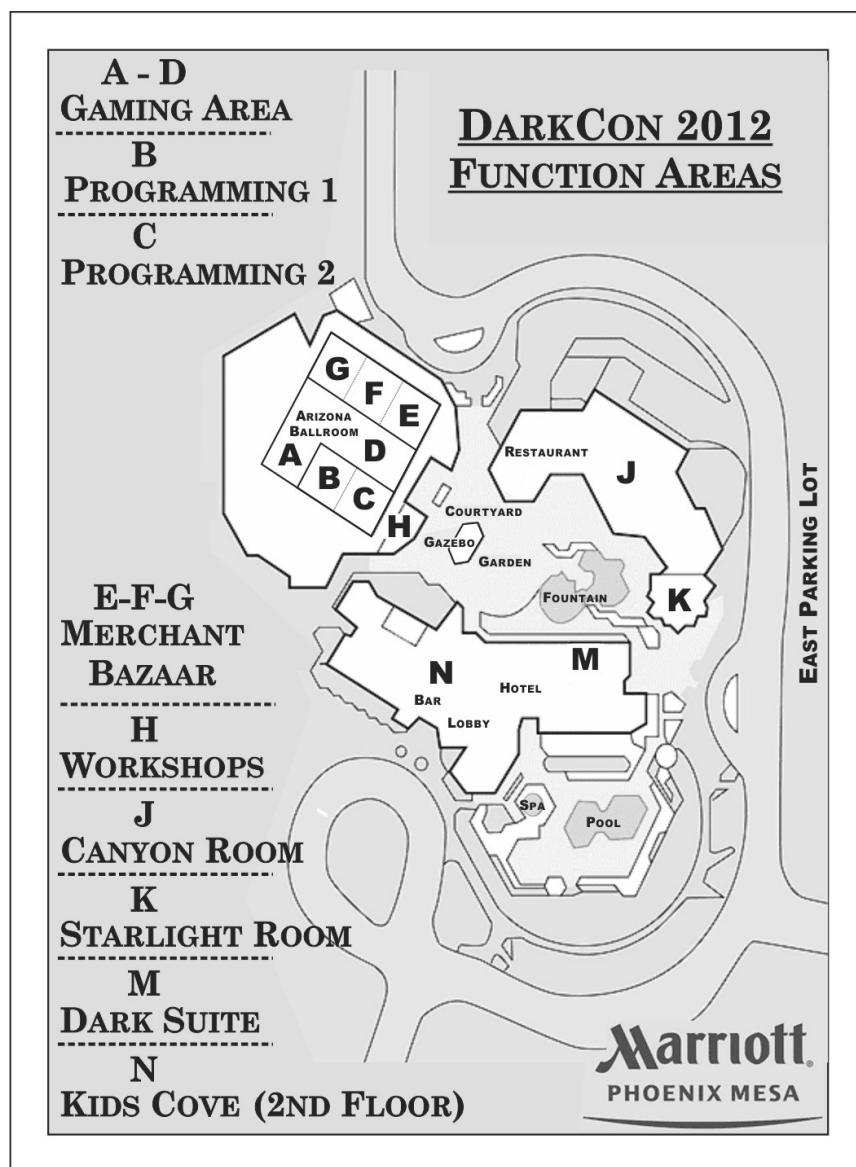 A - D
GAMING AREA
B
PROGRAMMING 1
C
PROGRAMMING 2
DARKCON 2012
FUNCTION AREAS
G
F
E
ARIZONA
BALLROOM
D
A
B
C
H
RESTAURANT
J
COURTYARD
GAZEBO
GARDEN
FOUNTAIN
K
EAST PARKING LOT
E-F-G
MERCHANT
BAZAAR
H
WORKSHOPS
J
CANYON ROOM
K
STARLIGHT ROOM
M
DARK SUITE
N
KIDS COVE (2ND FLOOR)
M
N
HOTEL
BAR
LOBBY
SPA
POOL
Marriott®
PHOENIX MESA